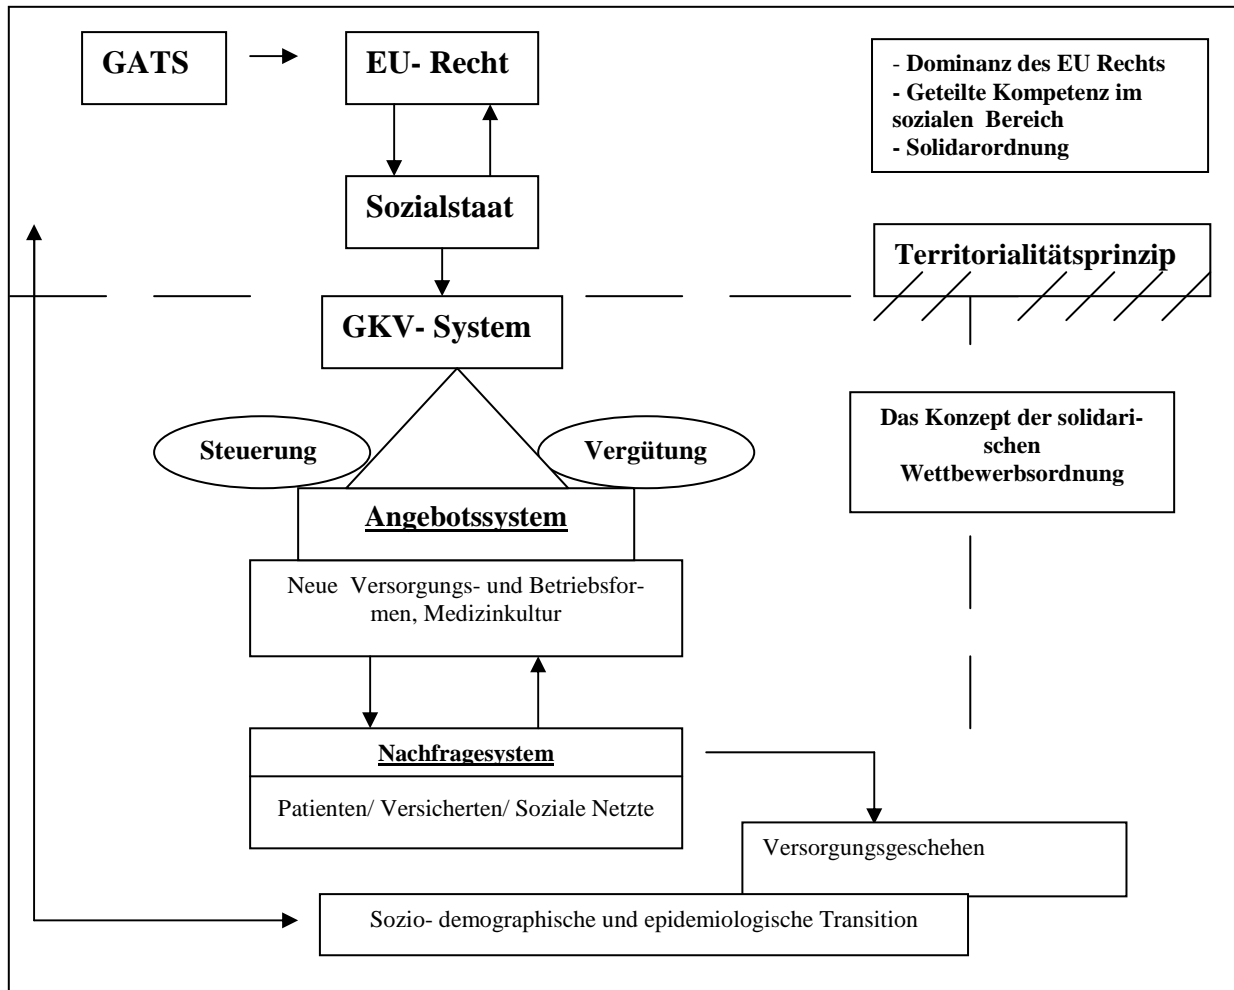 GATS
EU- Recht
- Dominanz des EU Rechts
- Geteilte Kompetenz im
sozialen Bereich
- Solidarordnung
Sozialstaat
Territorialitätsprinzip
GKV- System
Das Konzept der solidari-
schen
Wettbewerbsordnung
Steuerung
Vergütung
Angebotssystem
Neue Versorgungs- und Betriebsfor-
men, Medizinkultur
Nachfragesystem
Patienten/ Versicherten/ Soziale Netzte
Versorgungsgeschehen
Sozio- demographische und epidemiologische Transition